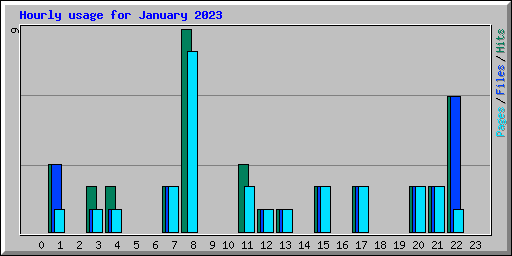 Hourly usage for January 2023
9
Pages/Files/Hits
0 1 2 3 4 5 6 7 8 9 10 11 12 13 14 15 16 17 18 19 20 21 22 23